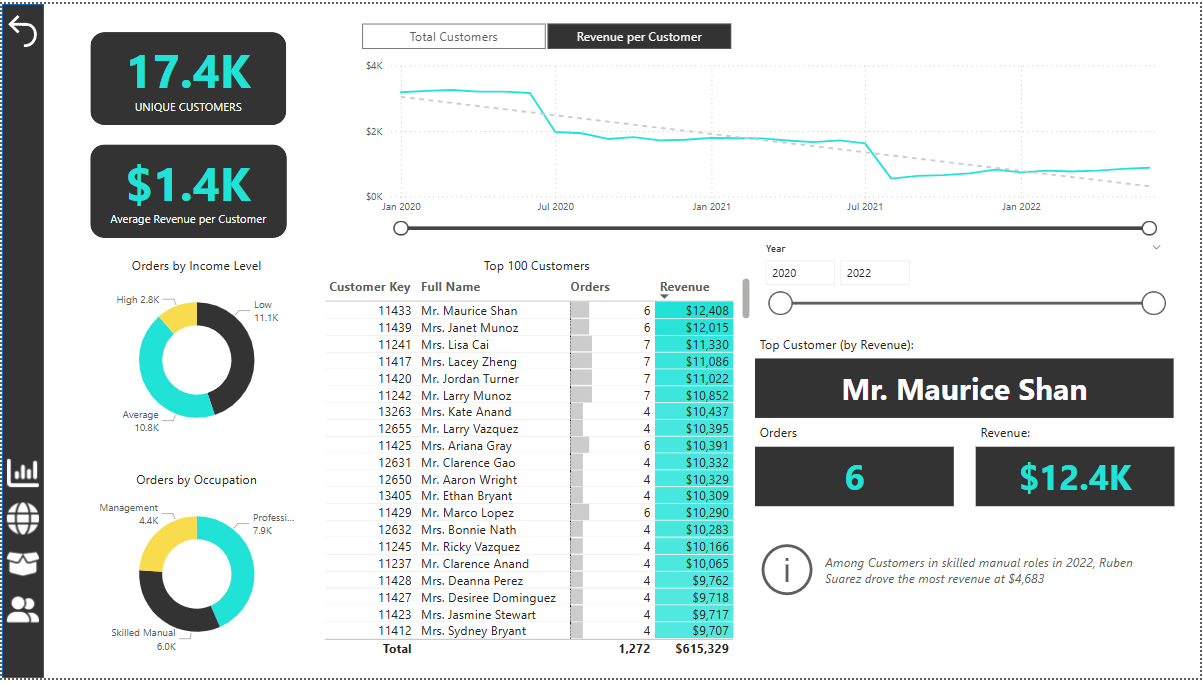 17.4K
UNIQUE CUSTOMERS
$1.4K
Average Revenue per Customer
Total Customers
Revenue per Customer
$4K
$2K
$0K
Jan 2020
Jul 2020
Jan 2021
Jul 2021
Jan 2022
Orders by Income Level
High 2.8K
Low
11.1K
Average
10.8K
Orders by Occupation
Management
4.4K
Professi...
7.9K
Skilled Manual
6.0K
Top 100 Customers
Customer Key Full Name Orders Revenue
11433 Mr. Maurice Shan 6 $12,408
11439 Mrs. Janet Munoz 6 $12,015
11241 Mrs. Lisa Cai 7 $11,330
11417 Mrs. Lacey Zheng 7 $11,086
11420 Mr. Jordan Turner 7 $11,022
11242 Mr. Larry Munoz 7 $10,852
13263 Mrs. Kate Anand 4 $10,437
12655 Mr. Larry Vazquez 4 $10,395
11425 Mrs. Ariana Gray 6 $10,391
12631 Mr. Clarence Gao 4 $10,332
12650 Mr. Aaron Wright 4 $10,329
13405 Mr. Ethan Bryant 4 $10,309
11429 Mr. Marco Lopez 6 $10,290
12632 Mrs. Bonnie Nath 4 $10,283
11245 Mr. Ricky Vazquez 4 $10,166
11237 Mr. Clarence Anand 4 $10,065
11428 Mrs. Deanna Perez 4 $9,762
11427 Mrs. Desiree Dominguez 4 $9,718
11423 Mrs. Jasmine Stewart 4 $9,717
11412 Mrs. Sydney Bryant 4 $9,707
Total 1,272 $615,329
Year
2020
2022
Top Customer (by Revenue):
Mr. Maurice Shan
Orders
6
Revenue:
$12.4K
i
Among Customers in skilled manual roles in 2022, Ruben
Suarez drove the most revenue at $4,683